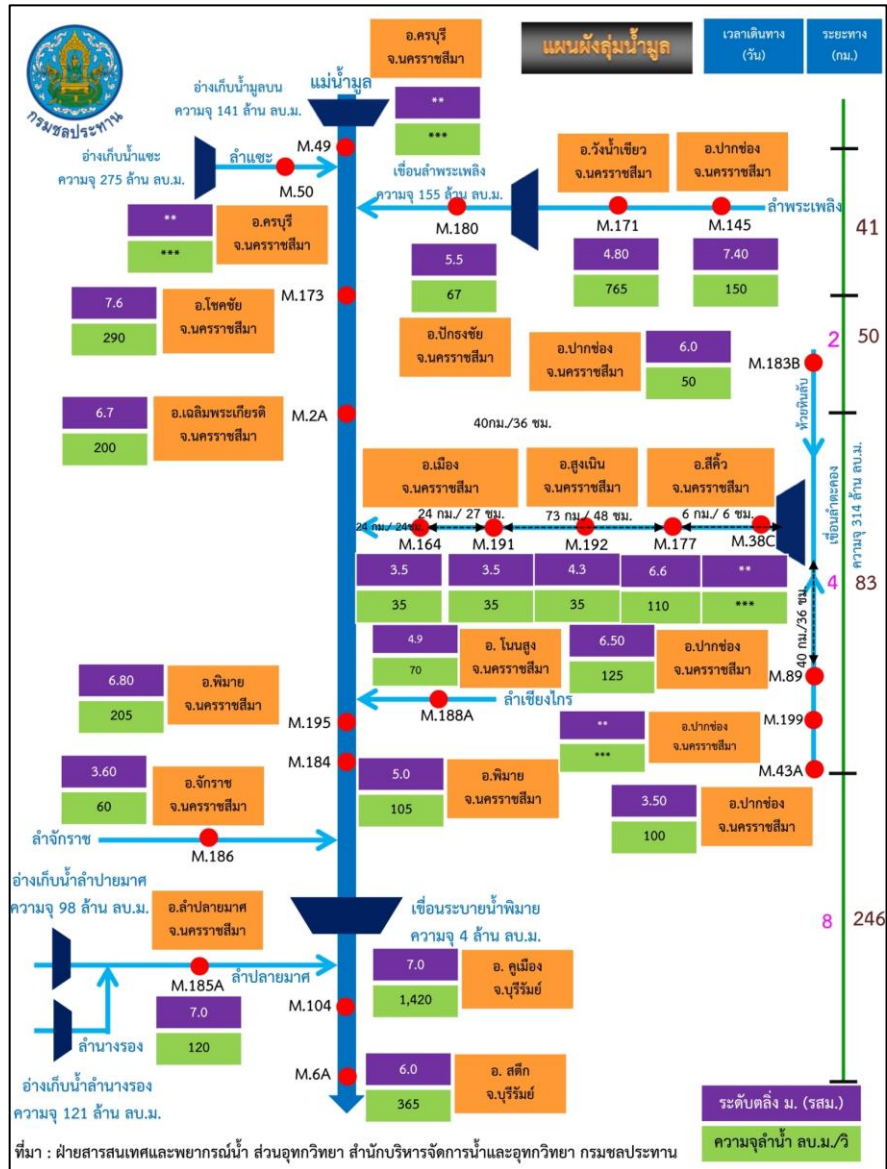 กรมชลประทาน
แผนผังลุ่มน้ำมูล
เวลาเดินทาง
(วัน)
ระยะทาง
(กม.)
อ.ครบุรี
จ.นครราชสีมา
**
***
อ่างเก็บน้ำมูลบน
ความจุ 141 ล้าน ลบ.ม.
แม่น้ำมูล
อ่างเก็บน้ำแซะ
ความจุ 275 ล้าน ลบ.ม.
ลำแซะ
M.49
M.50
เขื่อนลำพระเพลิง
ความจุ 155 ล้าน ลบ.ม.
อ.วังน้ำเขียว
จ.นครราชสีมา
อ.ปากช่อง
จ.นครราชสีมา
ลำพระเพลิง
M.180
M.171
M.145
41
**
***
อ.ครบุรี
จ.นครราชสีมา
5.5
67
4.80
765
7.40
150
7.6
290
อ.โชคชัย
จ.นครราชสีมา
M.173
อ.ปักธงชัย
จ.นครราชสีมา
อ.ปากช่อง
จ.นครราชสีมา
6.0
50
M.183B
2
50
ห้วยหินลับ
6.7
200
อ.เฉลิมพระเกียรติ
จ.นครราชสีมา
M.2A
40กม./36 ชม.
อ.เมือง
จ.นครราชสีมา
อ.สูงเนิน
จ.นครราชสีมา
อ.สีคิ้ว
จ.นครราชสีมา
24 กม./ 24ชม.
24 กม./ 27 ชม.
73 กม./ 48 ชม.
6 กม./ 6 ชม.
M.164
M.191
M.192
M.177
M.38C
เขื่อนลำตะคอง
ความจุ 314 ล้าน ลบ.ม.
3.5
35
3.5
35
4.3
35
6.6
110
**
***
4
83
40 กม./36 ชม.
4.9
70
อ. โนนสูง
จ.นครราชสีมา
6.50
125
อ.ปากช่อง
จ.นครราชสีมา
M.89
6.80
205
อ.พิมาย
จ.นครราชสีมา
M.195
M.188A
ลำเชียงไกร
**
***
อ.ปากช่อง
จ.นครราชสีมา
M.199
M.184
M.43A
3.60
60
อ.จักราช
จ.นครราชสีมา
5.0
105
อ.พิมาย
จ.นครราชสีมา
3.50
100
อ.ปากช่อง
จ.นครราชสีมา
ลำจักราช
M.186
อ่างเก็บน้ำลำปายมาศ
ความจุ 98 ล้าน ลบ.ม.
อ.ลำปลายมาศ
จ.นครราชสีมา
เขื่อนระบายน้ำพิมาย
ความจุ 4 ล้าน ลบ.ม.
8
246
M.185A
ลำปลายมาศ
7.0
120
ลำนางรอง
M.104
7.0
1,420
อ. คูเมือง
จ.บุรีรัมย์
อ่างเก็บน้ำลำนางรอง
ความจุ 121 ล้าน ลบ.ม.
M.6A
6.0
365
อ. สตึก
จ.บุรีรัมย์
ระดับตลิ่ง ม. (รสม.)
ความจุลำน้ำ ลบ.ม./วิ
ที่มา : ฝ่ายสารสนเทศและพยากรณ์น้ำ ส่วนอุทกวิทยา สำนักบริหารจัดการน้ำและอุทกวิทยา กรมชลประทาน